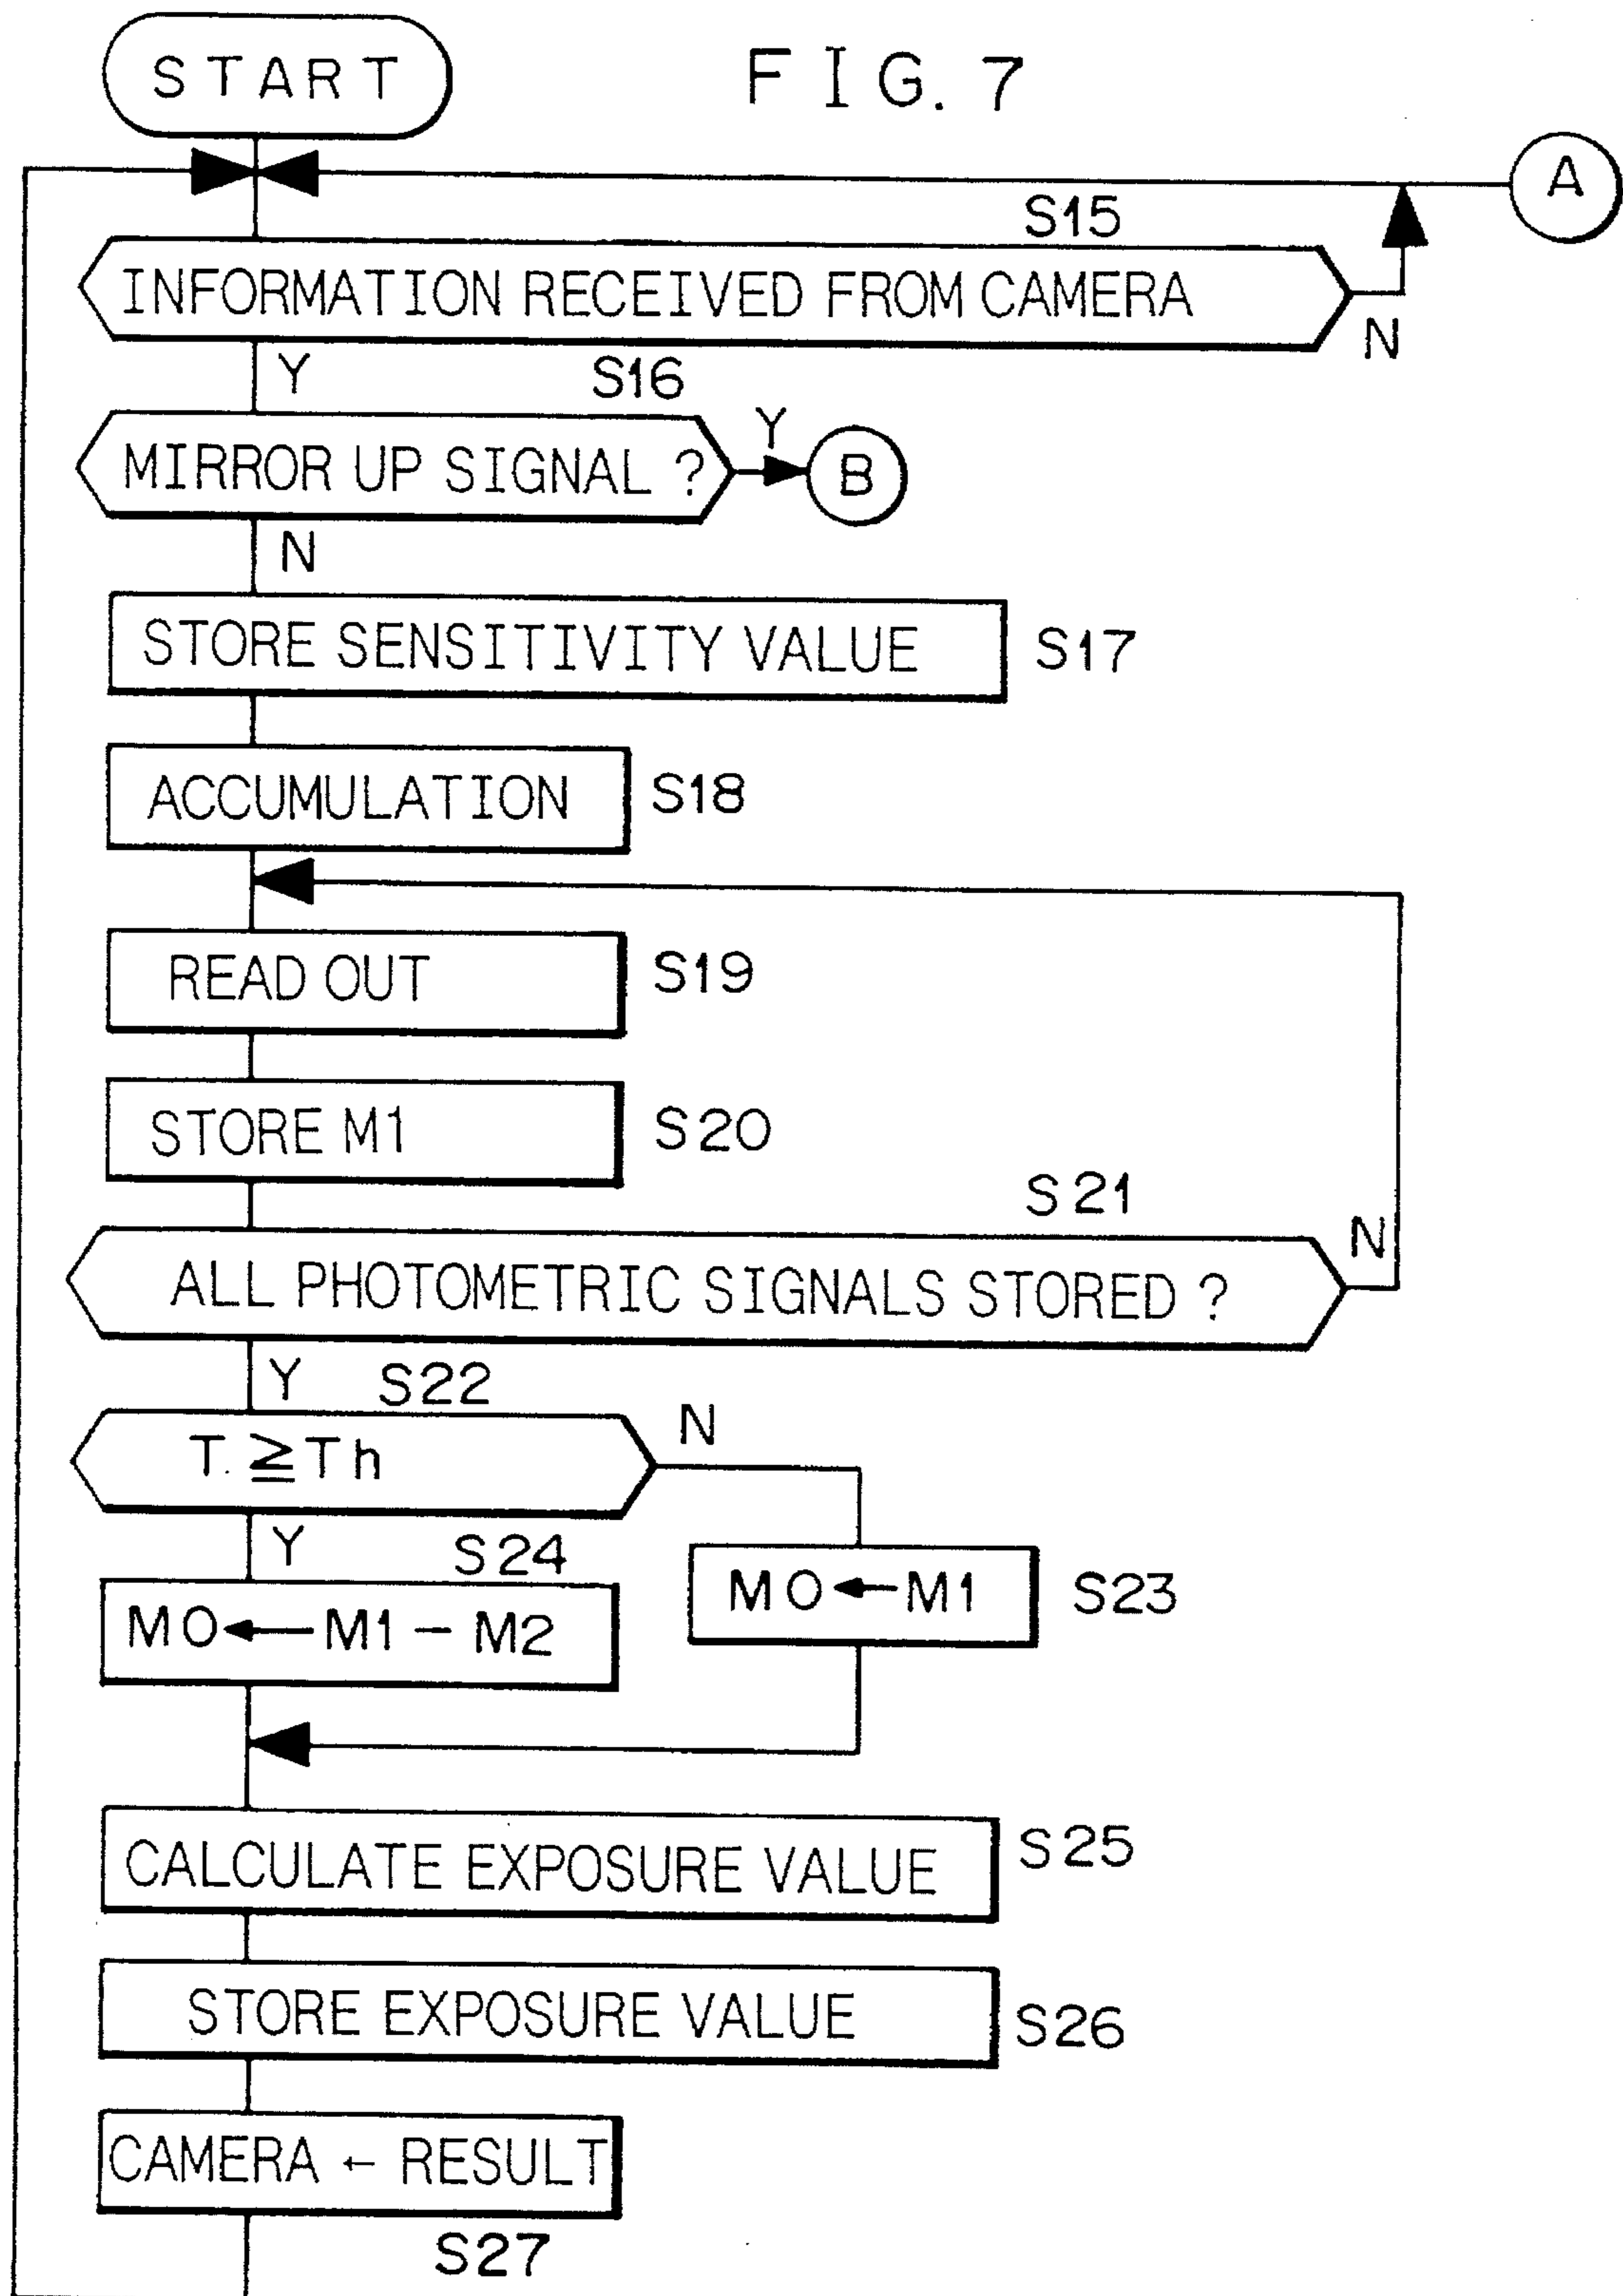 START
FIG. 7
A
S15
INFORMATION RECEIVED FROM CAMERA
N
Y
S16
MIRROR UP SIGNAL ?
Y
B
N
STORE SENSITIVITY VALUE
S17
ACCUMULATION
S18
READ OUT
S19
STORE M1
S20
S21
ALL PHOTOMETRIC SIGNALS STORED ?
N
Y
S22
T ≧ Th
N
Y
S24
M0 ← M1 − M2
M0 ← M1
S23
CALCULATE EXPOSURE VALUE
S25
STORE EXPOSURE VALUE
S26
CAMERA ← RESULT
S27